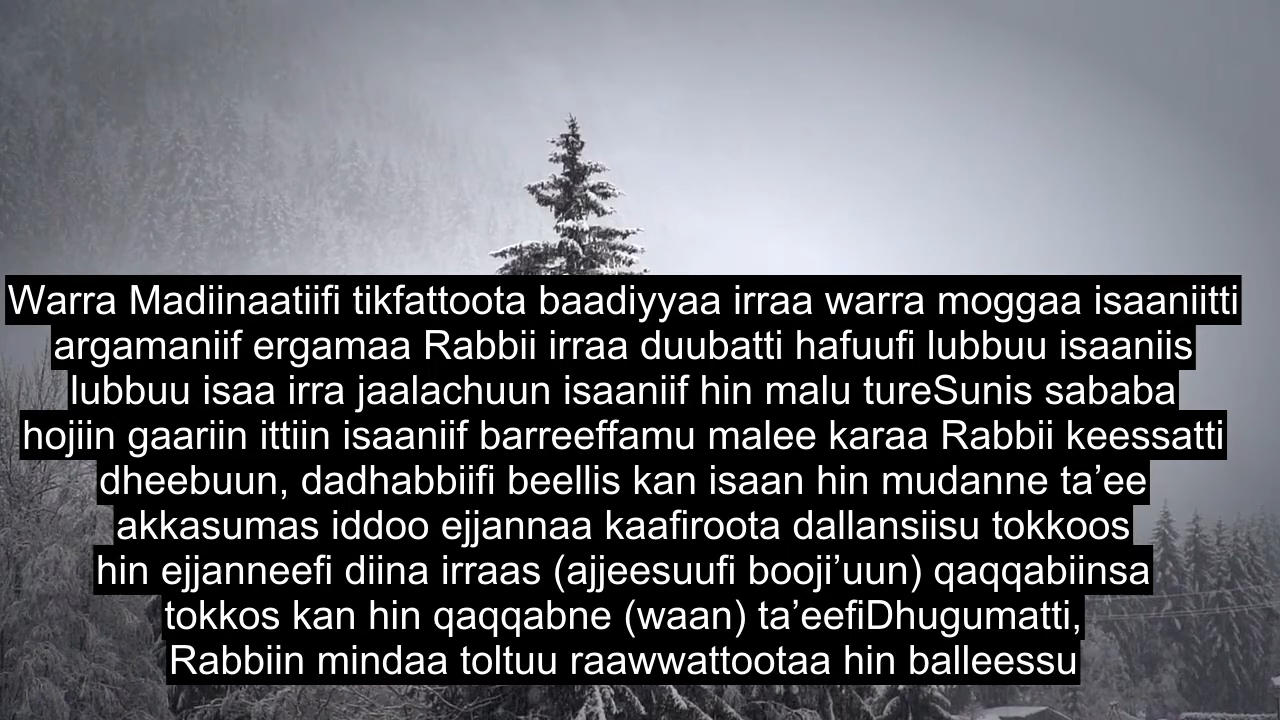 Warra Madiinaatiifi tikfattoota baadiyyaa irraa warra moggaa isaaniitti
argamaniif ergamaa Rabbii irraa duubatti hafuufi lubbuu isaaniis
lubbuu isaa irra jaalachuun isaaniif hin malu tureSunis sababa
hojiin gaariin ittiin isaaniif barreeffamu malee karaa Rabbii keessatti
dheebuun, dadhabbiifi beellis kan isaan hin mudanne ta’ee
akkasumas iddoo ejjannaa kaafiroota dallansiisu tokkoos
hin ejjanneefi diina irraas (ajjeesuufi booji’uun) qaqqabiinsa
tokkos kan hin qaqqabne (waan) ta’eefiDhugumatti,
Rabbiin mindaa toltuu raawwattootaa hin balleessu